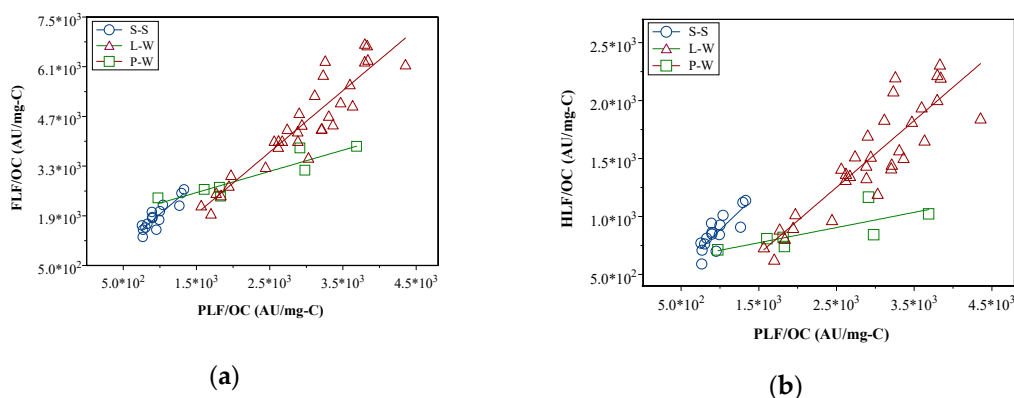 7.5*10³
6.1*10³
4.7*10³
3.3*10³
1.9*10³
5.0*10²
FLF/OC (AU/mg-C)
S-S
L-W
P-W
5.0*10² 1.5*10³ 2.5*10³ 3.5*10³ 4.5*10³
PLF/OC (AU/mg-C)
(a)
2.5*10³
2.0*10³
1.5*10³
1.0*10³
5.0*10²
HLF/OC (AU/mg-C)
S-S
L-W
P-W
5.0*10² 1.5*10³ 2.5*10³ 3.5*10³ 4.5*10³
PLF/OC (AU/mg-C)
(b)